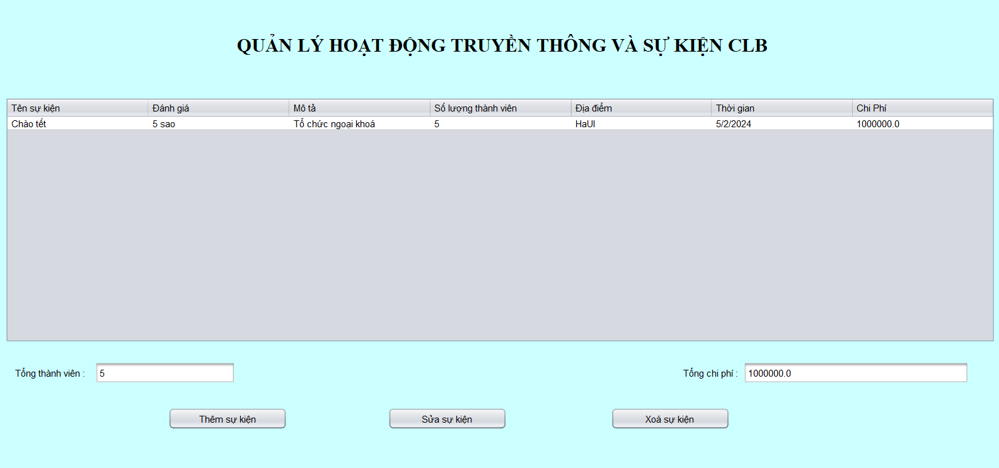 QUẢN LÝ HOẠT ĐỘNG TRUYỀN THÔNG VÀ SỰ KIỆN CLB
Tên sự kiện Đánh giá Mô tả Số lượng thành viên Địa điểm Thời gian Chi Phí
Chào tết 5 sao Tổ chức ngoại khoá 5 HaUI 5/2/2024 1000000.0
Tổng thành viên : 5 Tổng chi phí : 1000000.0
Thêm sự kiện Sửa sự kiện Xoá sự kiện